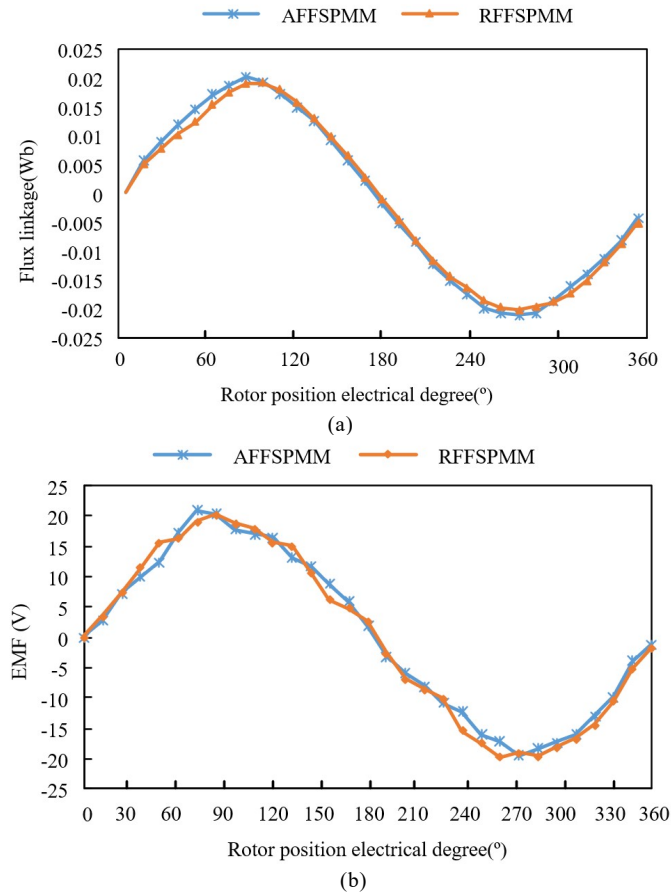 AFFSPMM RFFSPMM
0.025
0.020
0.015
0.01
0.005
0
-0.005
-0.01
-0.015
-0.02
-0.025
Flux linkage(Wb)
0 60 120 180 240 300 360
Rotor position electrical degree(º)
(a)
AFFSPMM RFFSPMM
25
20
15
10
5
0
-5
-10
-15
-20
-25
EMF (V)
0 30 60 90 120 150 180 210 240 270 300 330 360
Rotor position electrical degree(º)
(b)